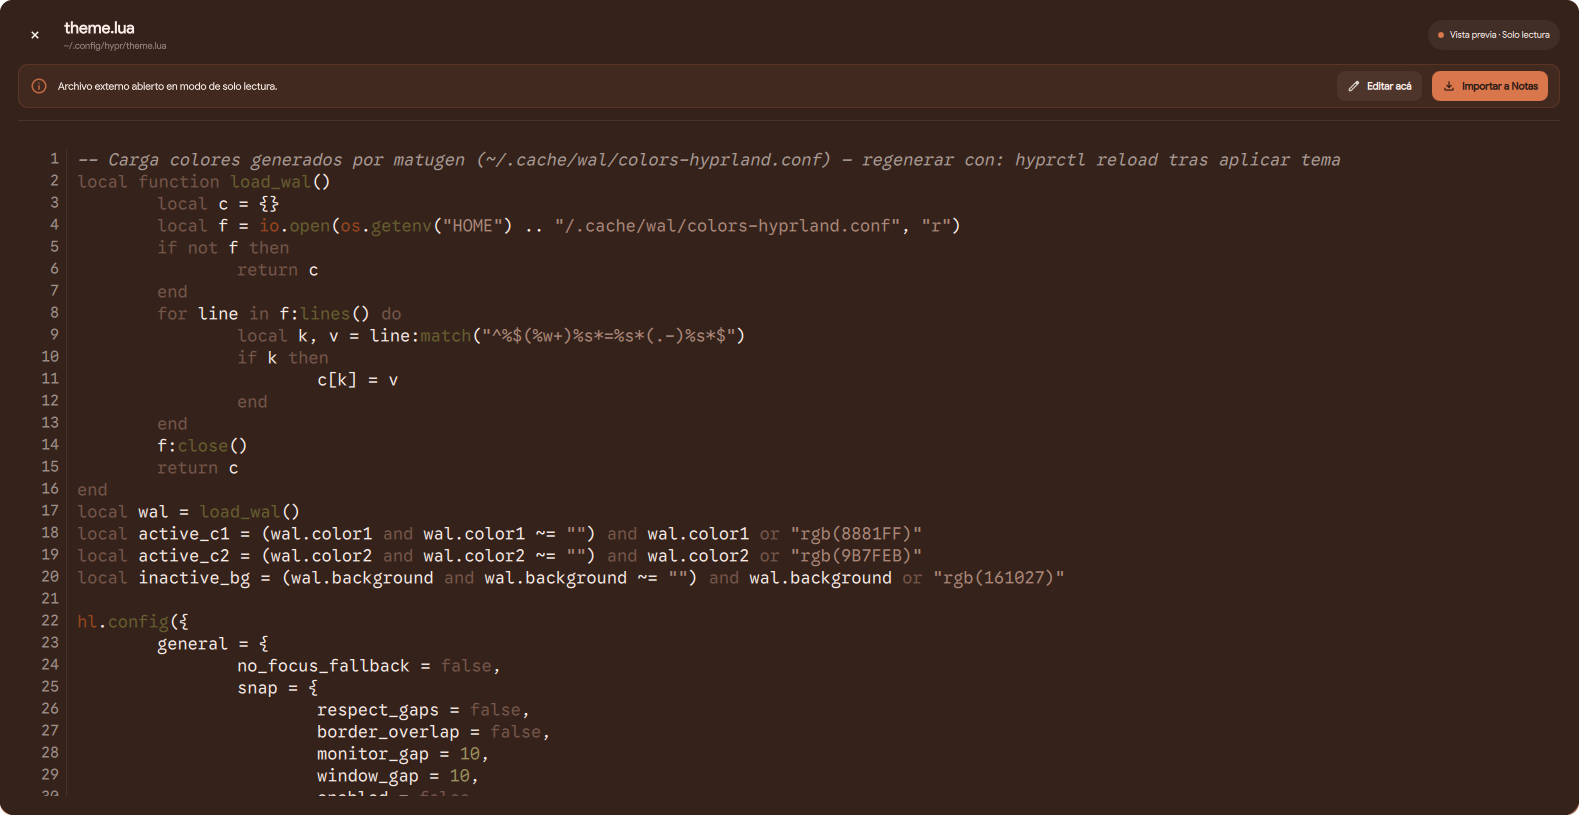 theme.lua
~/.config/hypr/theme.lua
Vista previa · Solo lectura
Archivo externo abierto en modo de solo lectura.
Editar acá
Importar a Notas
1 -- Carga colores generados por matugen (~/.cache/wal/colors-hyprland.conf) — regenerar con: hyprctl reload tras aplicar tema
2 local function load_wal()
3         local c = {}
4         local f = io.open(os.getenv("HOME") .. "/.cache/wal/colors-hyprland.conf", "r")
5         if not f then
6                 return c
7         end
8         for line in f:lines() do
9                 local k, v = line:match("^%$(%w+)%s*=%s*(.-)%s*$")
10                 if k then
11                         c[k] = v
12                 end
13         end
14         f:close()
15         return c
16 end
17 local wal = load_wal()
18 local active_c1 = (wal.color1 and wal.color1 ~= "") and wal.color1 or "rgb(8881FF)"
19 local active_c2 = (wal.color2 and wal.color2 ~= "") and wal.color2 or "rgb(9B7FEB)"
20 local inactive_bg = (wal.background and wal.background ~= "") and wal.background or "rgb(161027)"
21
22 hl.config({
23         general = {
24                 no_focus_fallback = false,
25                 snap = {
26                         respect_gaps = false,
27                         border_overlap = false,
28                         monitor_gap = 10,
29                         window_gap = 10,
30                         enabled = false